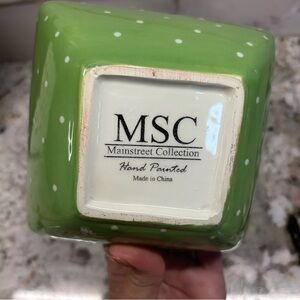 MSC
Mainstreet Collection
Hand Painted
Made in China